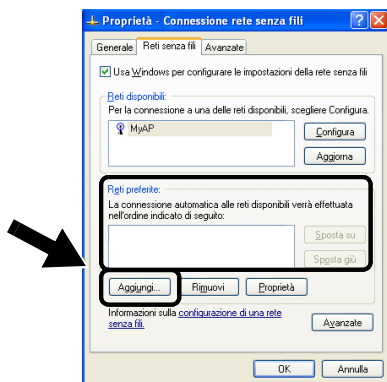 Proprietà - Connessione rete senza fili
Generale Reti senza fili Avanzate
Usa Windows per configurare le impostazioni della rete senza fili
Reti disponibili:
Per la connessione a una delle reti disponibili, scegliere Configura.
MyAP
Configura
Aggiorna
Reti preferite:
La connessione automatica alle reti disponibili verrà effettuata
nell'ordine indicato di seguito:
Sposta su
Sposta giù
Aggiungi... Rimuovi Proprietà
Informazioni sulla configurazione di una rete
senza fili.
Avanzate
OK Annulla